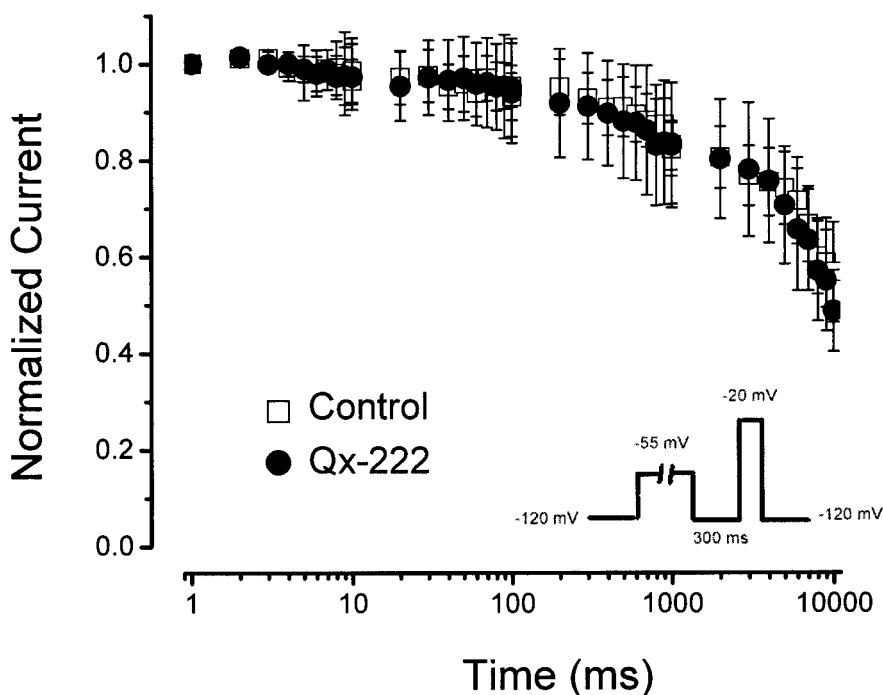 Normalized Current
1.0
0.8
0.6
0.4
0.2
0.0
Control
Qx-222
-20 mV
-55 mV
-120 mV
300 ms
-120 mV
1
10
100
1000
10000
Time (ms)